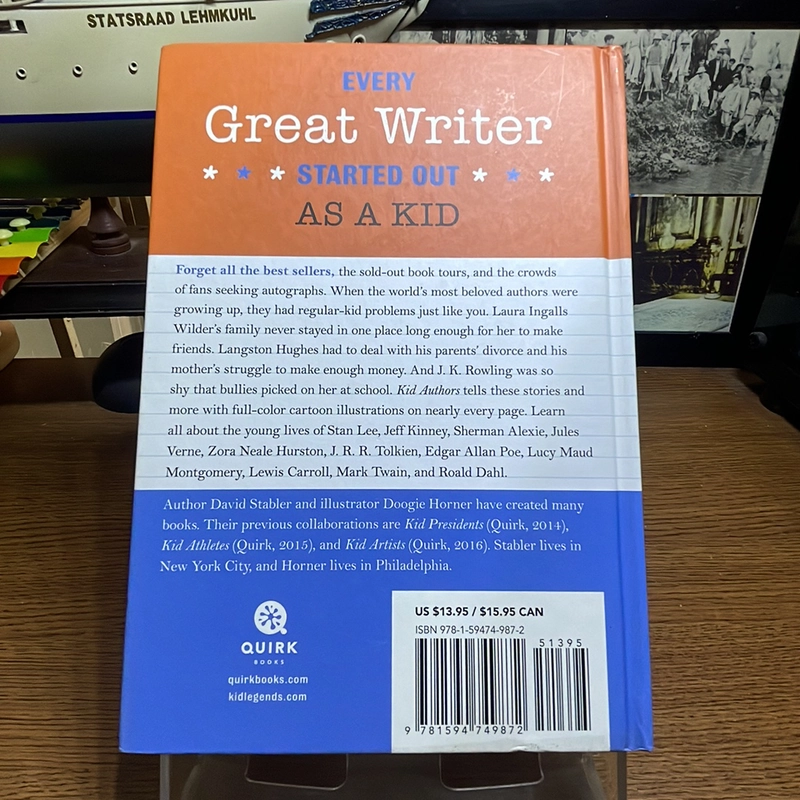 STATSRAAD LEHMKUHL
EVERY
Great Writer
* * * STARTED OUT * * *
AS A KID
Forget all the best sellers, the sold-out book tours, and the crowds
of fans seeking autographs. When the world's most beloved authors were
growing up, they had regular-kid problems just like you. Laura Ingalls
Wilder's family never stayed in one place long enough for her to make
friends. Langston Hughes had to deal with his parents' divorce and his
mother's struggle to make enough money. And J. K. Rowling was so
shy that bullies picked on her at school. Kid Authors tells these stories and
more with full-color cartoon illustrations on nearly every page. Learn
all about the young lives of Stan Lee, Jeff Kinney, Sherman Alexie, Jules
Verne, Zora Neale Hurston, J. R. R. Tolkien, Edgar Allan Poe, Lucy Maud
Montgomery, Lewis Carroll, Mark Twain, and Roald Dahl.
Author David Stabler and illustrator Doogie Horner have created many
books. Their previous collaborations are Kid Presidents (Quirk, 2014),
Kid Athletes (Quirk, 2015), and Kid Artists (Quirk, 2016). Stabler lives in
New York City, and Horner lives in Philadelphia.
QUIRK
BOOKS
quirkbooks.com
kidlegends.com
US $13.95 / $15.95 CAN
ISBN 978-1-59474-987-2
51395
9 781594 749872